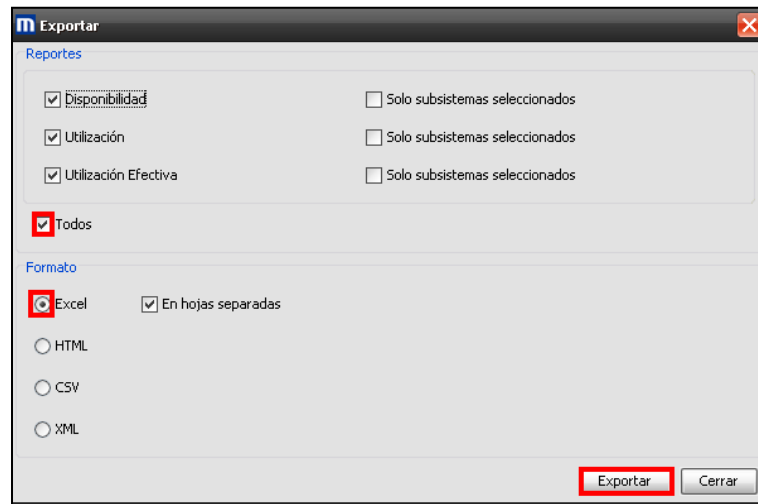 m Exportar
Reportes
Disponibilidad Solo subsistemas seleccionados
Utilización Solo subsistemas seleccionados
Utilización Efectiva Solo subsistemas seleccionados
Todos
Formato
Excel En hojas separadas
HTML
CSV
XML
Exportar Cerrar